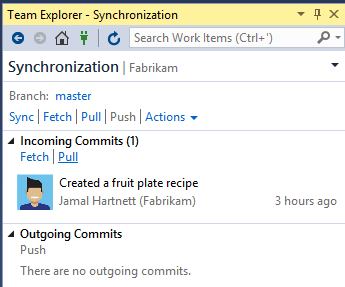 Team Explorer - Synchronization
Search Work Items (Ctrl+')
Synchronization | Fabrikam
Branch: master
Sync | Fetch | Pull | Push | Actions
Incoming Commits (1)
Fetch | Pull
Created a fruit plate recipe
Jamal Hartnett (Fabrikam) 3 hours ago
Outgoing Commits
Push
There are no outgoing commits.